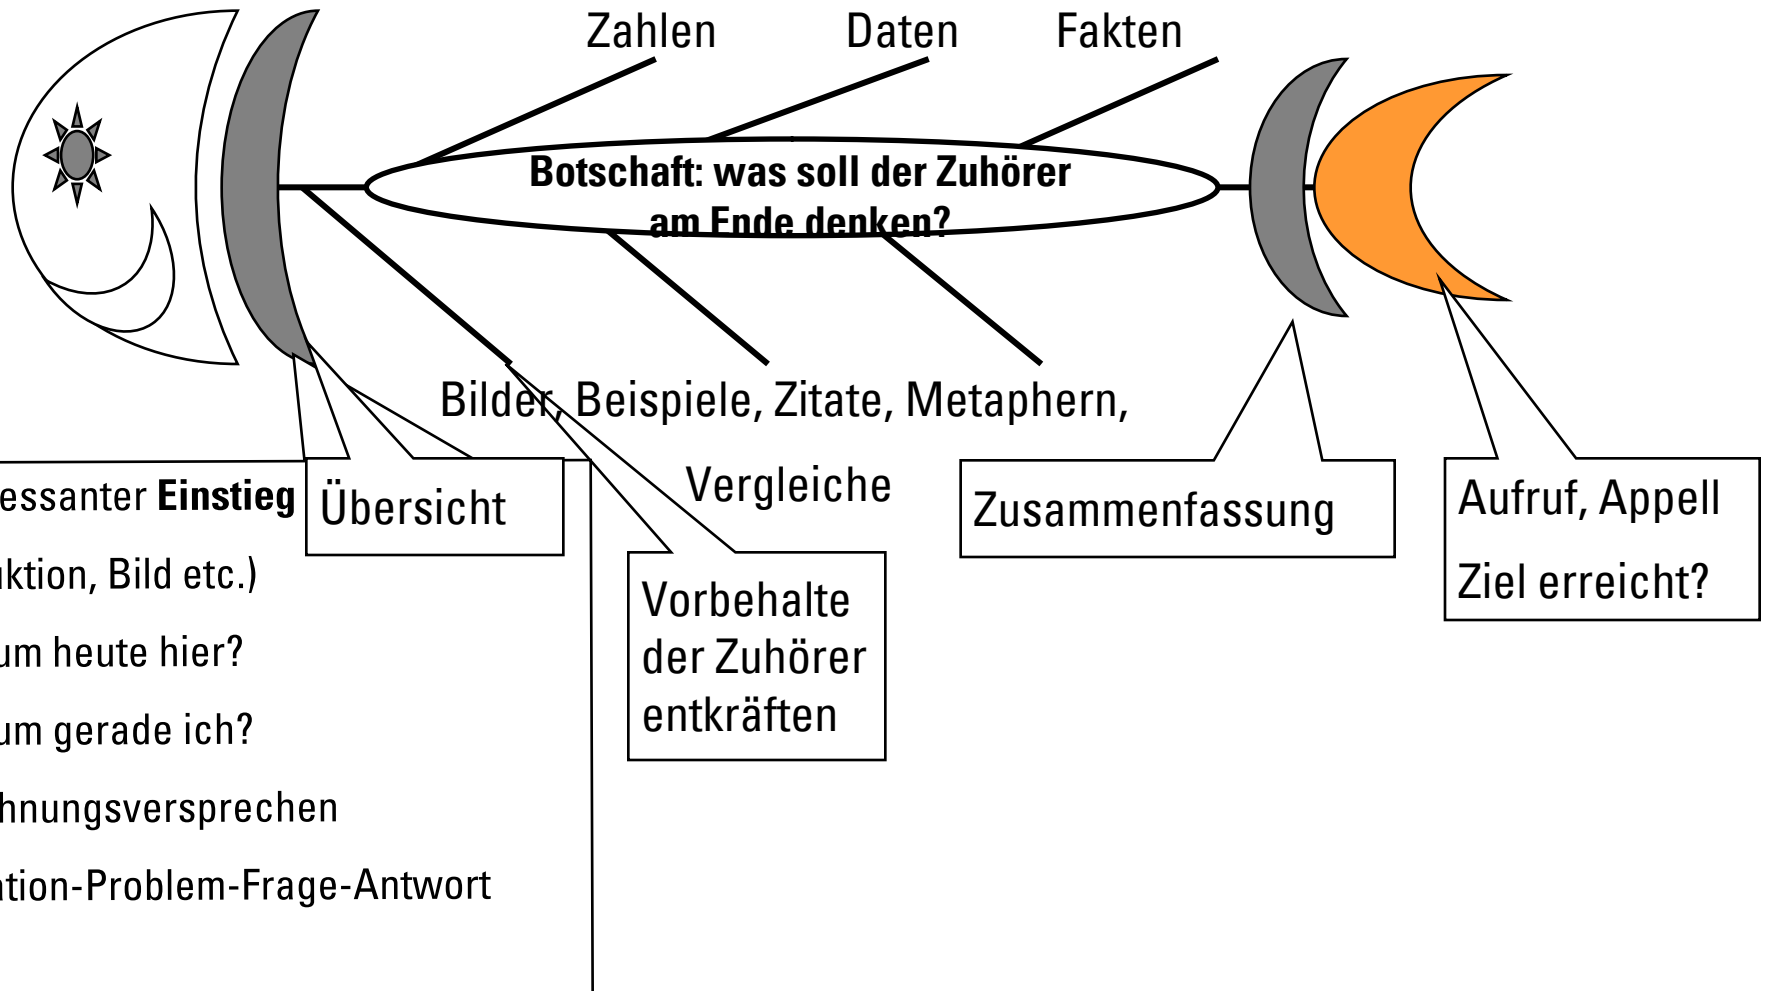 Zahlen Daten Fakten
Botschaft: was soll der Zuhörer
am Ende denken?
Bilder, Beispiele, Zitate, Metaphern,
Vergleiche
essanter Einstieg
ktion, Bild etc.)
um heute hier?
um gerade ich?
hnungsversprechen
ation-Problem-Frage-Antwort
Übersicht
Vorbehalte
der Zuhörer
entkräften
Zusammenfassung
Aufruf, Appell
Ziel erreicht?